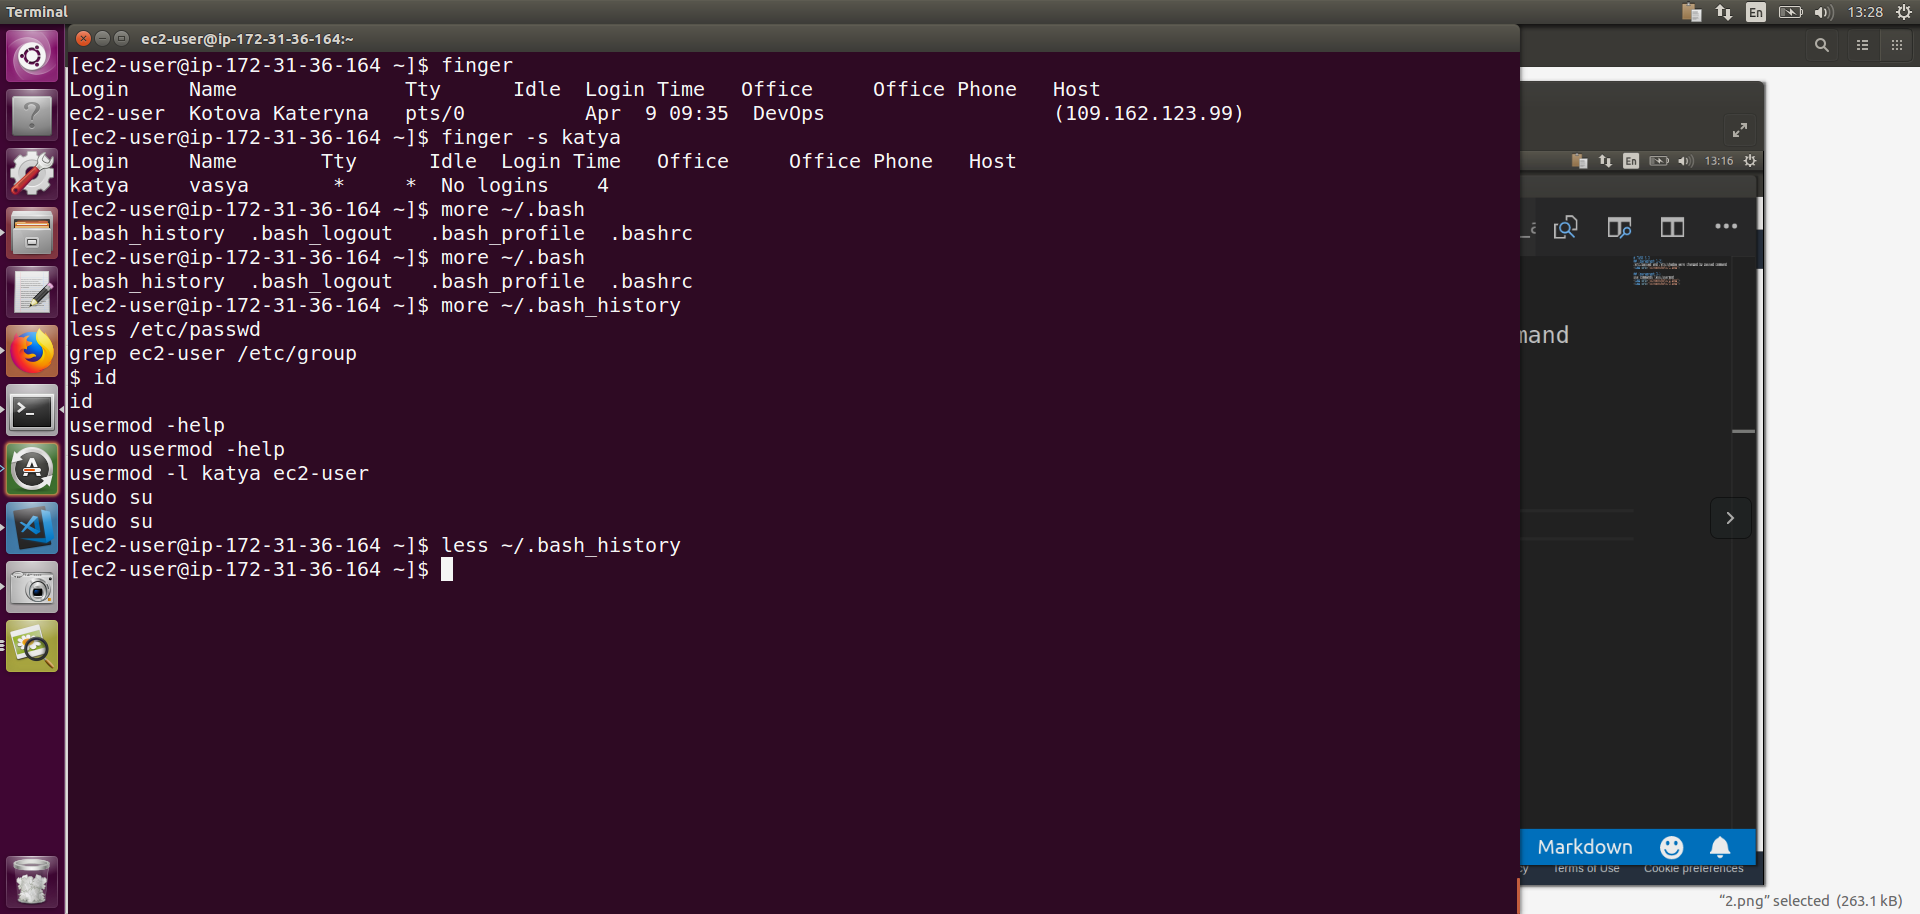 Terminal
En
13:28
ec2-user@ip-172-31-36-164:~
[ec2-user@ip-172-31-36-164 ~]$ finger
Login     Name              Tty      Idle  Login Time   Office     Office Phone   Host
ec2-user  Kotova Kateryna   pts/0          Apr  9 09:35  DevOps                   (109.162.123.99)
[ec2-user@ip-172-31-36-164 ~]$ finger -s katya
Login     Name       Tty      Idle  Login Time   Office     Office Phone   Host
katya     vasya       *     *  No logins    4
[ec2-user@ip-172-31-36-164 ~]$ more ~/.bash
.bash_history  .bash_logout   .bash_profile  .bashrc
[ec2-user@ip-172-31-36-164 ~]$ more ~/.bash
.bash_history  .bash_logout   .bash_profile  .bashrc
[ec2-user@ip-172-31-36-164 ~]$ more ~/.bash_history
less /etc/passwd
grep ec2-user /etc/group
$ id
id
usermod -help
sudo usermod -help
usermod -l katya ec2-user
sudo su
sudo su
[ec2-user@ip-172-31-36-164 ~]$ less ~/.bash_history
[ec2-user@ip-172-31-36-164 ~]$
En
13:16
mand
Markdown
Terms of Use
Cookie preferences
“2.png” selected (263.1 kB)